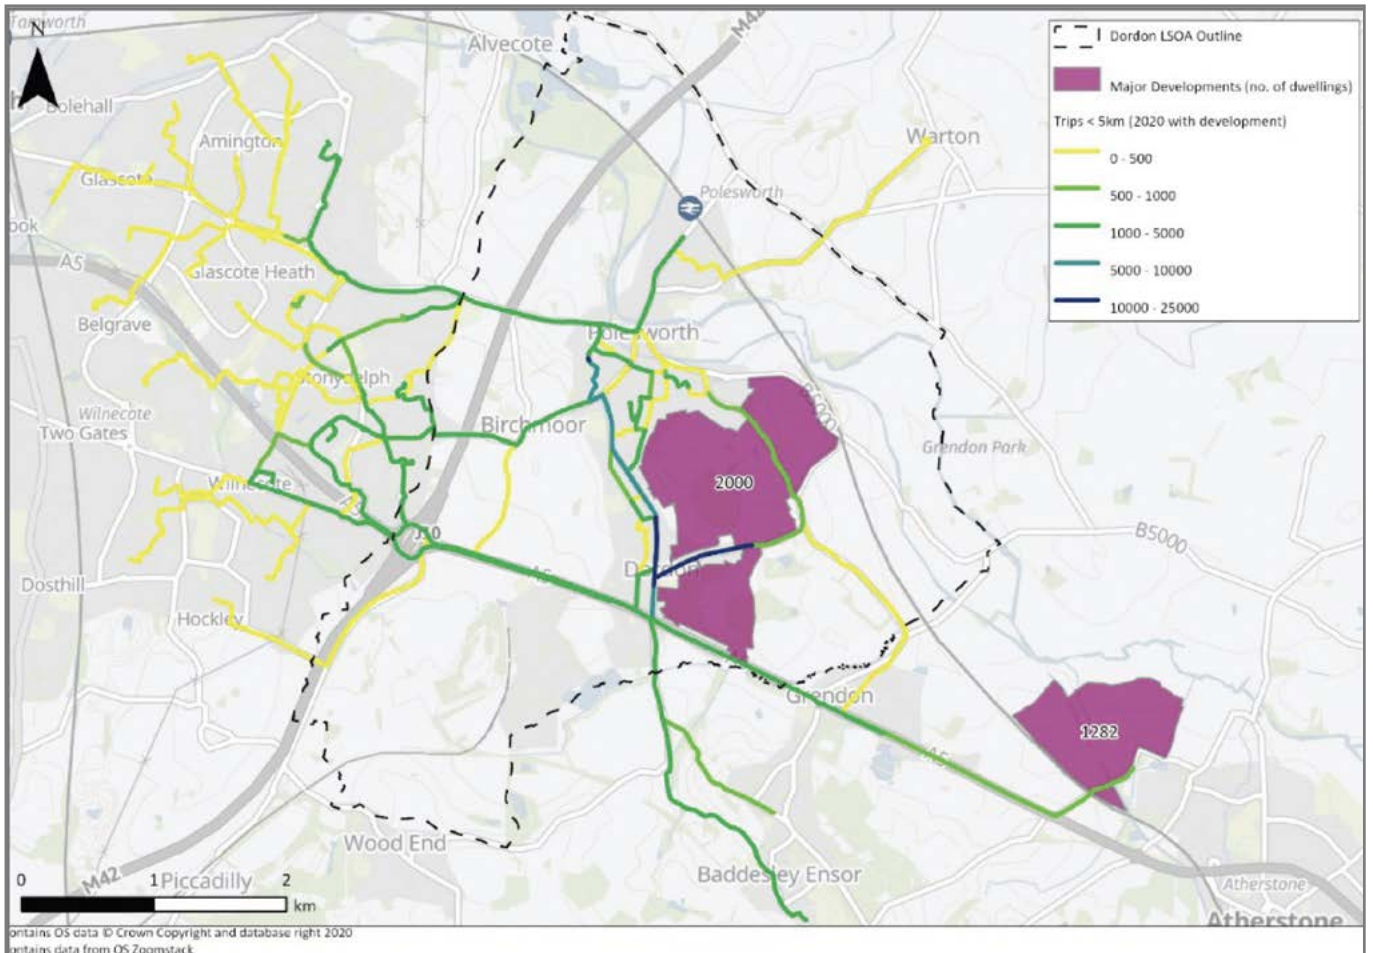 Tamworth
N
Alvecote
M42
Dordon LSOA Outline
Major Developments (no. of dwellings)
Trips < 5km (2020 with development)
0 - 500
500 - 1000
1000 - 5000
5000 - 10000
10000 - 25000
Bolehall
Amington
Warton
Glascote
Polesworth
ook
A5
Glascote Heath
Belgrave
Polesworth
Stonydelph
B5000
Wilnecote
Two Gates
Birchmoor
Grendon Park
Wilnecote
2000
A5
J10
B5000
Dosthill
A5
Dordon
Hockley
Grendon
1282
A5
Wood End
M42
Piccadilly
Baddesley Ensor
Atherstone
Atherstone
0 1 2
km
ontains OS data © Crown Copyright and database right 2020
ontains data from OS Zoomstack